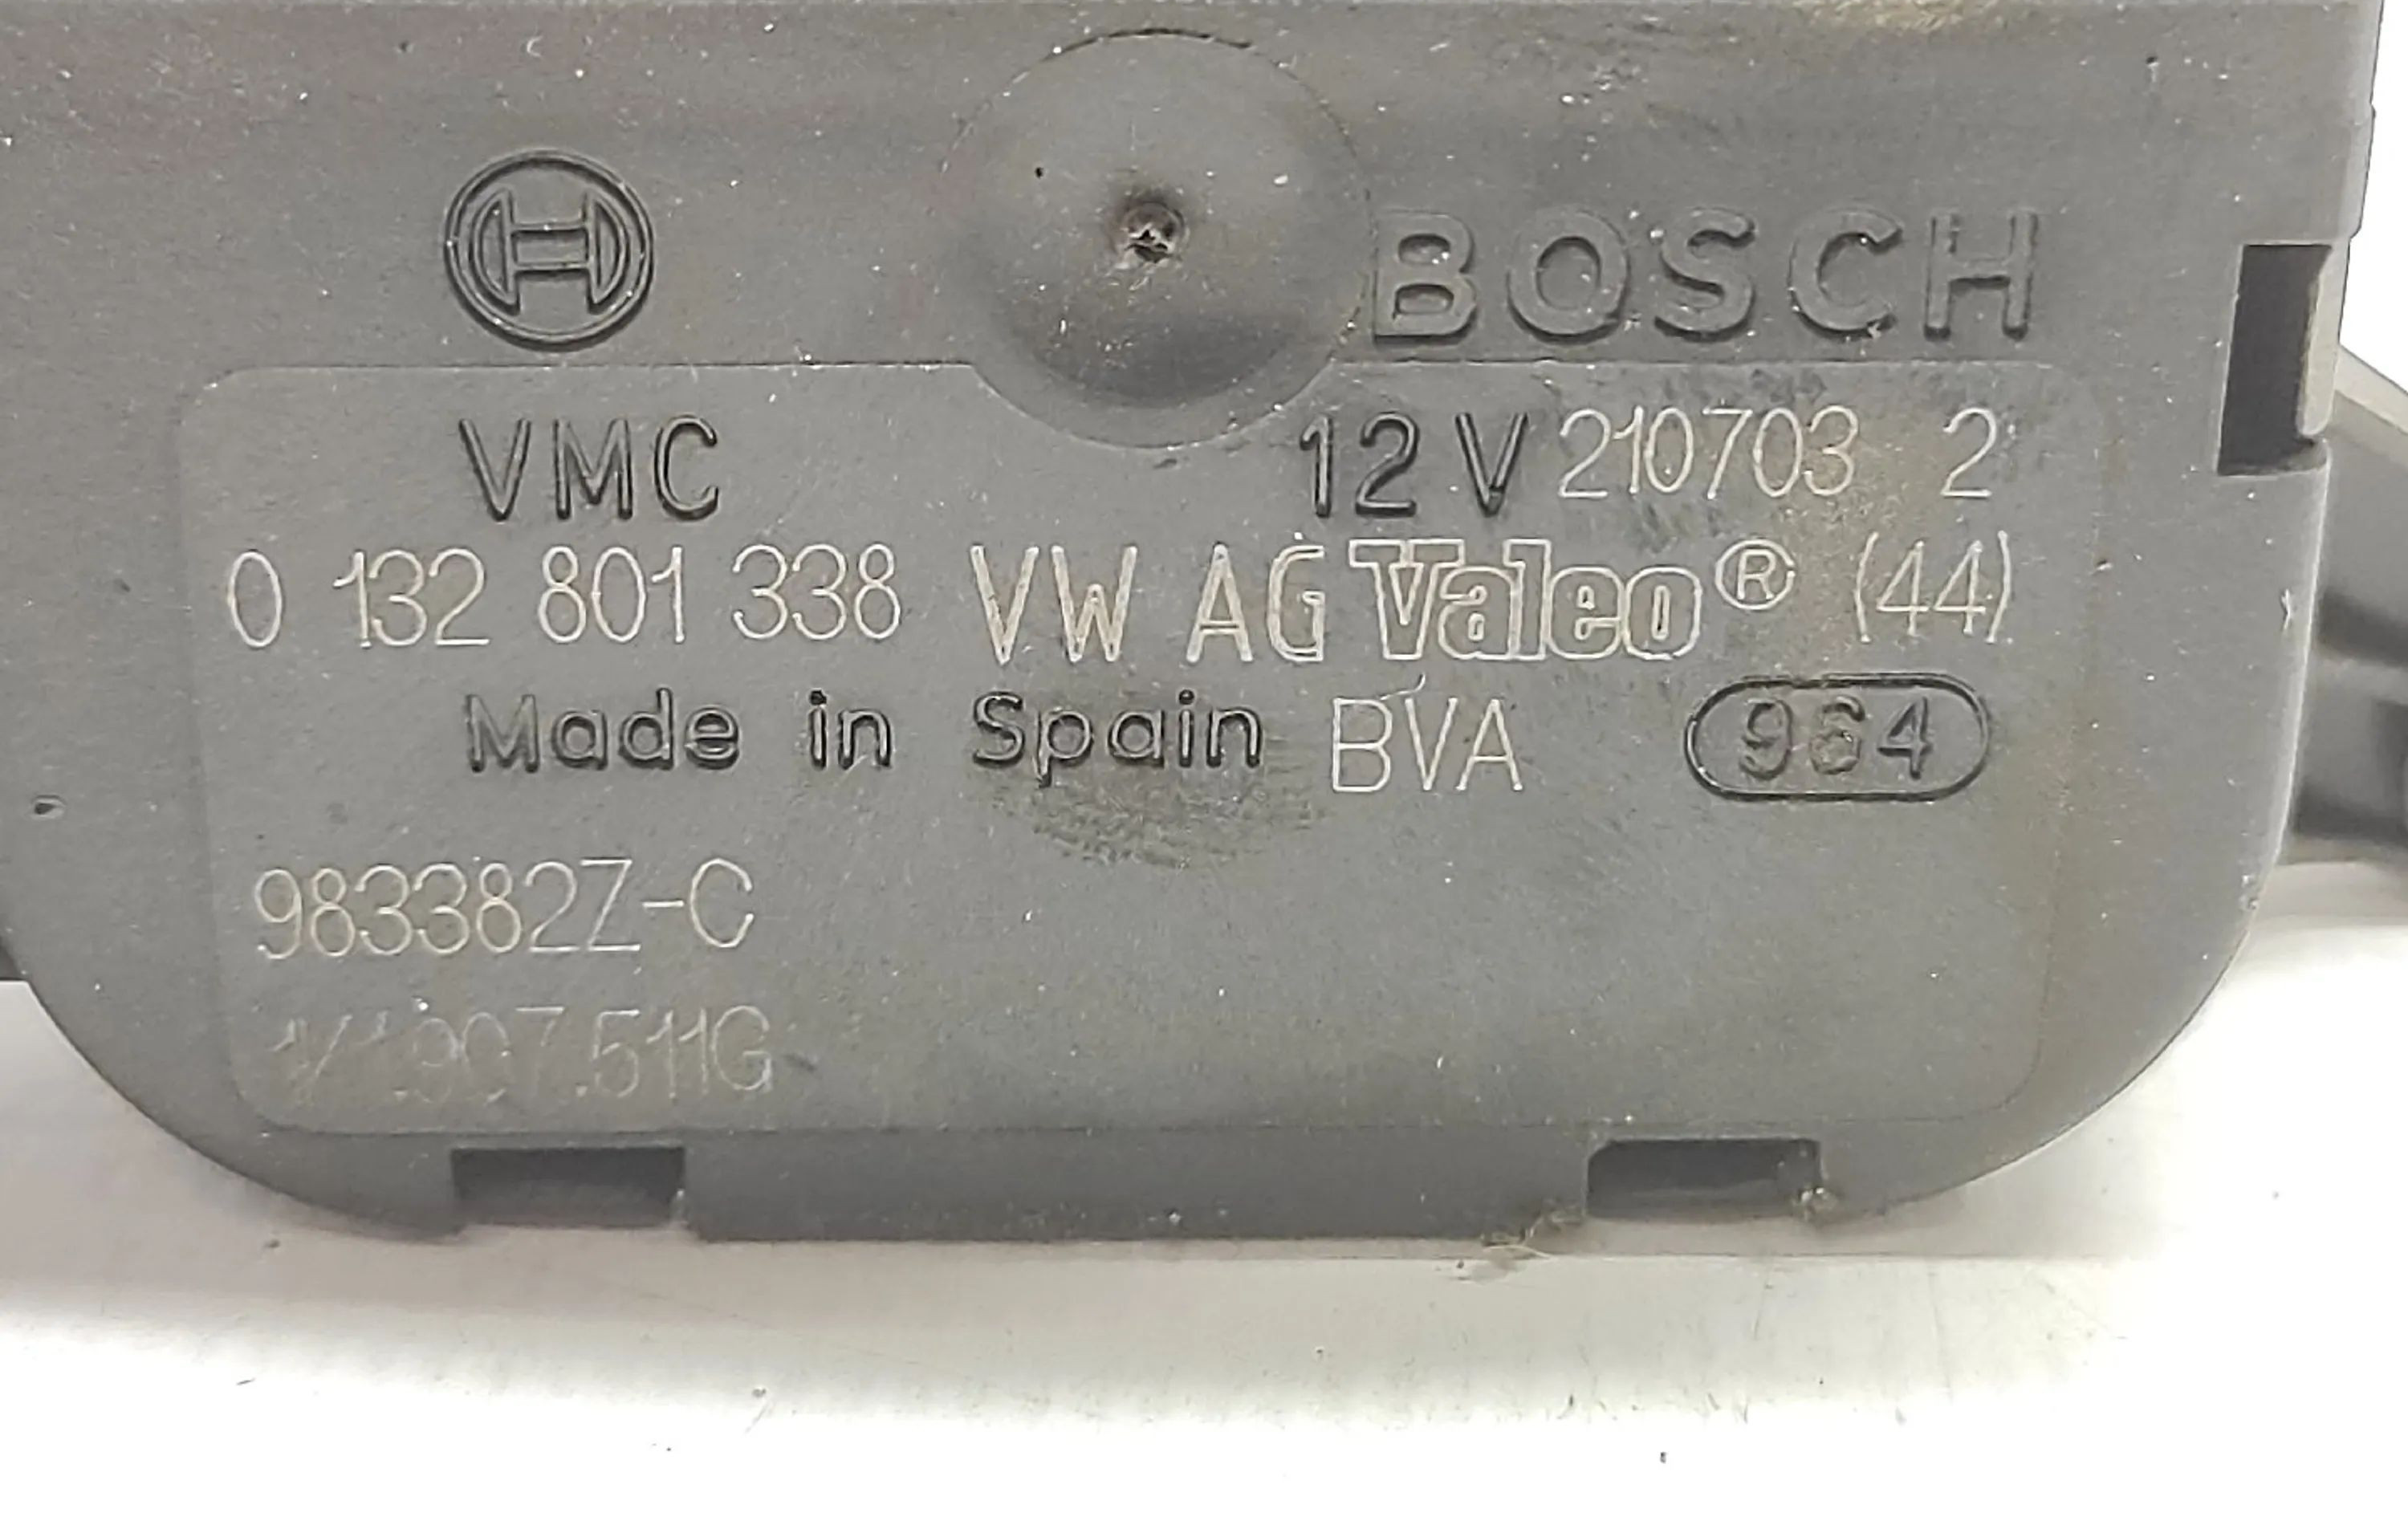 BOSCH
VMC 12 V 210703 2
0 132 801 338 VW AG Valeo® (44)
Made in Spain BVA 964
983382Z-C